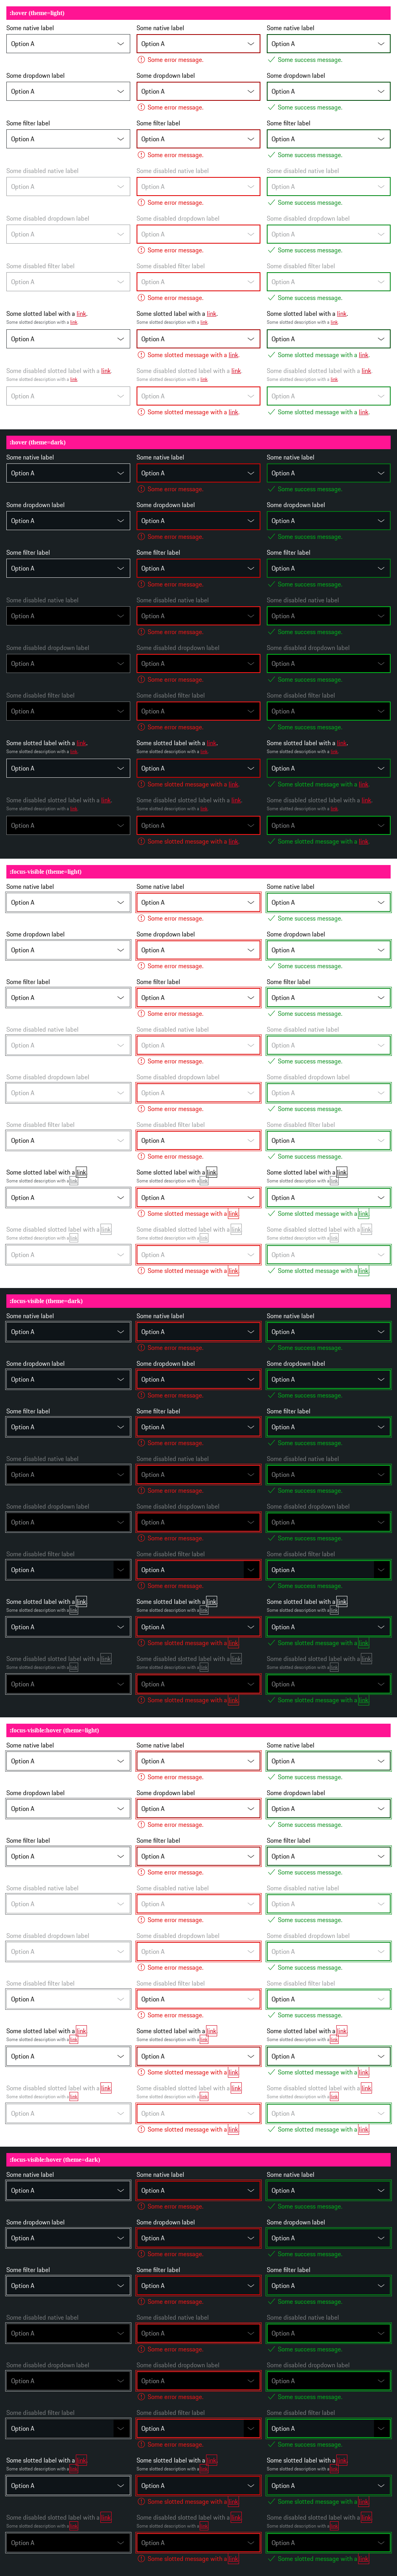 :hover (theme=light)
Some native label Some native label Some native label
Option A Option A Option A
Some error message. Some success message.
Some dropdown label Some dropdown label Some dropdown label
Option A Option A Option A
Some error message. Some success message.
Some filter label Some filter label Some filter label
Option A Option A Option A
Some error message. Some success message.
Some disabled native label Some disabled native label Some disabled native label
Option A Option A Option A
Some error message. Some success message.
Some disabled dropdown label Some disabled dropdown label Some disabled dropdown label
Option A Option A Option A
Some error message. Some success message.
Some disabled filter label Some disabled filter label Some disabled filter label
Option A Option A Option A
Some error message. Some success message.
Some slotted label with a link. Some slotted label with a link. Some slotted label with a link.
Some slotted description with a link. Some slotted description with a link. Some slotted description with a link.
Option A Option A Option A
Some slotted message with a link. Some slotted message with a link.
Some disabled slotted label with a link. Some disabled slotted label with a link. Some disabled slotted label with a link.
Some slotted description with a link. Some slotted description with a link. Some slotted description with a link.
Option A Option A Option A
Some slotted message with a link. Some slotted message with a link.
:hover (theme=dark)
Some native label Some native label Some native label
Option A Option A Option A
Some error message. Some success message.
Some dropdown label Some dropdown label Some dropdown label
Option A Option A Option A
Some error message. Some success message.
Some filter label Some filter label Some filter label
Option A Option A Option A
Some error message. Some success message.
Some disabled native label Some disabled native label Some disabled native label
Option A Option A Option A
Some error message. Some success message.
Some disabled dropdown label Some disabled dropdown label Some disabled dropdown label
Option A Option A Option A
Some error message. Some success message.
Some disabled filter label Some disabled filter label Some disabled filter label
Option A Option A Option A
Some error message. Some success message.
Some slotted label with a link. Some slotted label with a link. Some slotted label with a link.
Some slotted description with a link. Some slotted description with a link. Some slotted description with a link.
Option A Option A Option A
Some slotted message with a link. Some slotted message with a link.
Some disabled slotted label with a link. Some disabled slotted label with a link. Some disabled slotted label with a link.
Some slotted description with a link. Some slotted description with a link. Some slotted description with a link.
Option A Option A Option A
Some slotted message with a link. Some slotted message with a link.
:focus-visible (theme=light)
Some native label Some native label Some native label
Option A Option A Option A
Some error message. Some success message.
Some dropdown label Some dropdown label Some dropdown label
Option A Option A Option A
Some error message. Some success message.
Some filter label Some filter label Some filter label
Option A Option A Option A
Some error message. Some success message.
Some disabled native label Some disabled native label Some disabled native label
Option A Option A Option A
Some error message. Some success message.
Some disabled dropdown label Some disabled dropdown label Some disabled dropdown label
Option A Option A Option A
Some error message. Some success message.
Some disabled filter label Some disabled filter label Some disabled filter label
Option A Option A Option A
Some error message. Some success message.
Some slotted label with a link. Some slotted label with a link. Some slotted label with a link.
Some slotted description with a link. Some slotted description with a link. Some slotted description with a link.
Option A Option A Option A
Some slotted message with a link. Some slotted message with a link.
Some disabled slotted label with a link. Some disabled slotted label with a link. Some disabled slotted label with a link.
Some slotted description with a link. Some slotted description with a link. Some slotted description with a link.
Option A Option A Option A
Some slotted message with a link. Some slotted message with a link.
:focus-visible (theme=dark)
Some native label Some native label Some native label
Option A Option A Option A
Some error message. Some success message.
Some dropdown label Some dropdown label Some dropdown label
Option A Option A Option A
Some error message. Some success message.
Some filter label Some filter label Some filter label
Option A Option A Option A
Some error message. Some success message.
Some disabled native label Some disabled native label Some disabled native label
Option A Option A Option A
Some error message. Some success message.
Some disabled dropdown label Some disabled dropdown label Some disabled dropdown label
Option A Option A Option A
Some error message. Some success message.
Some disabled filter label Some disabled filter label Some disabled filter label
Option A Option A Option A
Some error message. Some success message.
Some slotted label with a link. Some slotted label with a link. Some slotted label with a link.
Some slotted description with a link. Some slotted description with a link. Some slotted description with a link.
Option A Option A Option A
Some slotted message with a link. Some slotted message with a link.
Some disabled slotted label with a link. Some disabled slotted label with a link. Some disabled slotted label with a link.
Some slotted description with a link. Some slotted description with a link. Some slotted description with a link.
Option A Option A Option A
Some slotted message with a link. Some slotted message with a link.
:focus-visible:hover (theme=light)
Some native label Some native label Some native label
Option A Option A Option A
Some error message. Some success message.
Some dropdown label Some dropdown label Some dropdown label
Option A Option A Option A
Some error message. Some success message.
Some filter label Some filter label Some filter label
Option A Option A Option A
Some error message. Some success message.
Some disabled native label Some disabled native label Some disabled native label
Option A Option A Option A
Some error message. Some success message.
Some disabled dropdown label Some disabled dropdown label Some disabled dropdown label
Option A Option A Option A
Some error message. Some success message.
Some disabled filter label Some disabled filter label Some disabled filter label
Option A Option A Option A
Some error message. Some success message.
Some slotted label with a link. Some slotted label with a link. Some slotted label with a link.
Some slotted description with a link. Some slotted description with a link. Some slotted description with a link.
Option A Option A Option A
Some slotted message with a link. Some slotted message with a link.
Some disabled slotted label with a link. Some disabled slotted label with a link. Some disabled slotted label with a link.
Some slotted description with a link. Some slotted description with a link. Some slotted description with a link.
Option A Option A Option A
Some slotted message with a link. Some slotted message with a link.
:focus-visible:hover (theme=dark)
Some native label Some native label Some native label
Option A Option A Option A
Some error message. Some success message.
Some dropdown label Some dropdown label Some dropdown label
Option A Option A Option A
Some error message. Some success message.
Some filter label Some filter label Some filter label
Option A Option A Option A
Some error message. Some success message.
Some disabled native label Some disabled native label Some disabled native label
Option A Option A Option A
Some error message. Some success message.
Some disabled dropdown label Some disabled dropdown label Some disabled dropdown label
Option A Option A Option A
Some error message. Some success message.
Some disabled filter label Some disabled filter label Some disabled filter label
Option A Option A Option A
Some error message. Some success message.
Some slotted label with a link. Some slotted label with a link. Some slotted label with a link.
Some slotted description with a link. Some slotted description with a link. Some slotted description with a link.
Option A Option A Option A
Some slotted message with a link. Some slotted message with a link.
Some disabled slotted label with a link. Some disabled slotted label with a link. Some disabled slotted label with a link.
Some slotted description with a link. Some slotted description with a link. Some slotted description with a link.
Option A Option A Option A
Some slotted message with a link. Some slotted message with a link.